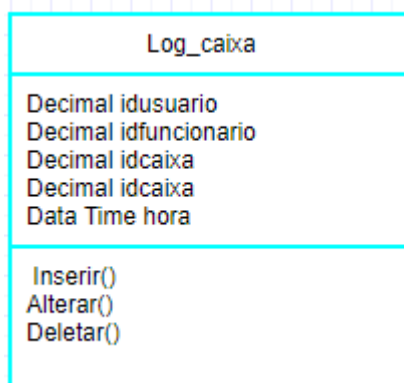 Log_caixa
Decimal idusuario
Decimal idfuncionario
Decimal idcaixa
Decimal idcaixa
Data Time hora
Inserir()
Alterar()
Deletar()